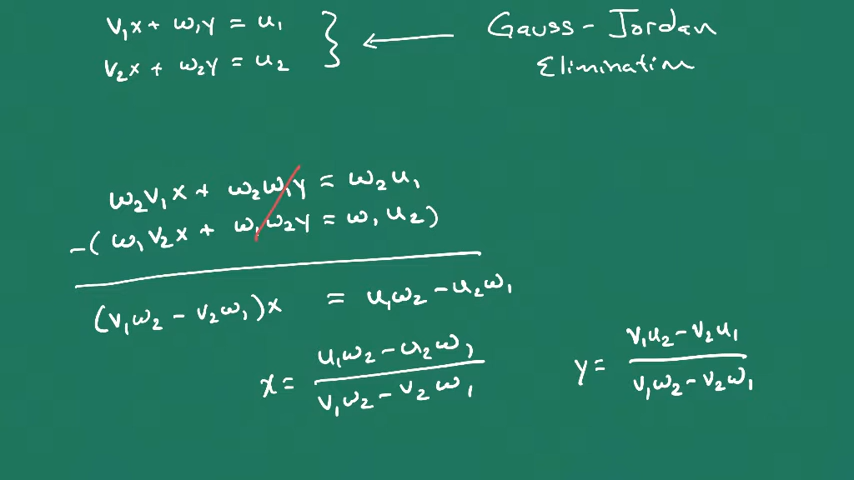 v₁x + ω₁y = u₁
v₂x + ω₂y = u₂
Gauss - Jordan
Elimination
ω₂v₁x + ω₂ω₁y = ω₂u₁
-(ω₁v₂x + ω₁ω₂y = ω₁u₂)
(v₁ω₂ - v₂ω₁)x = u₁ω₂ - u₂ω₁
x = (u₁ω₂ - u₂ω₁)/(v₁ω₂ - v₂ω₁)
y = (v₁u₂ - v₂u₁)/(v₁ω₂ - v₂ω₁)